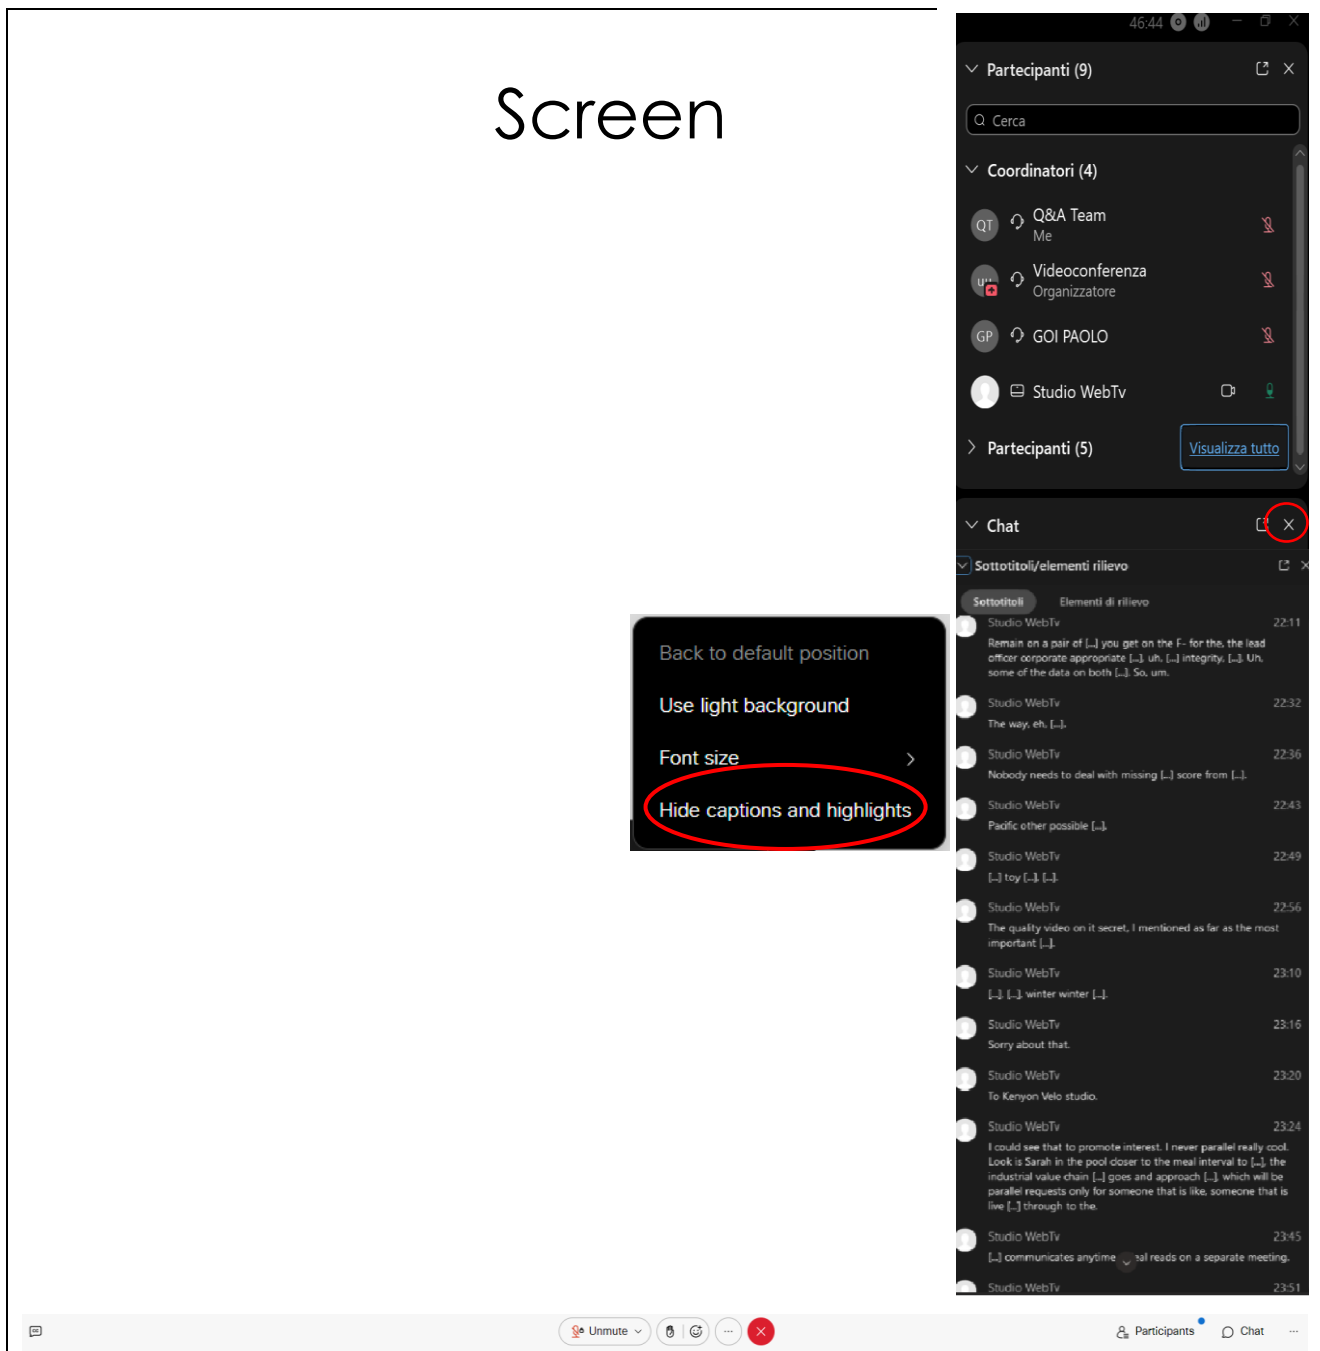 Screen
46:44
Partecipanti (9)
Cerca
Coordinatori (4)
QT
Q&A Team
Me
Videoconferenza
Organizzatore
GP
GOI PAOLO
Studio WebTv
Partecipanti (5)
Visualizza tutto
Chat
Sottotitoli/elementi rilievo
Sottotitoli
Elementi di rilievo
Studio WebTv
22:11
Remain on a pair of [...] you get on the F- for the, the lead
officer corporate appropriate [...], uh, [...] integrity, [...]. Uh,
some of the data on both [...]. So, um.
Studio WebTv
22:32
The way, eh, [...].
Studio WebTv
22:36
Nobody needs to deal with missing [...] score from [...].
Studio WebTv
22:43
Pacific other possible [...].
Studio WebTv
22:49
[...] toy [...], [...].
Studio WebTv
22:56
The quality video on it secret, I mentioned as far as the most
important [...].
Studio WebTv
23:10
[...], [...], winter winter [...].
Studio WebTv
23:16
Sorry about that.
Studio WebTv
23:20
To Kenyon Velo studio.
Studio WebTv
23:24
I could see that to promote interest. I never parallel really cool.
Look is Sarah in the pool closer to the meal interval to [...], the
industrial value chain [...] goes and approach [...], which will be
parallel requests only for someone that is like, someone that is
live [...] through to the.
Studio WebTv
23:45
[...] communicates anytime reads on a separate meeting.
Studio WebTv
23:51
Back to default position
Use light background
Font size
Hide captions and highlights
Unmute
Participants
Chat